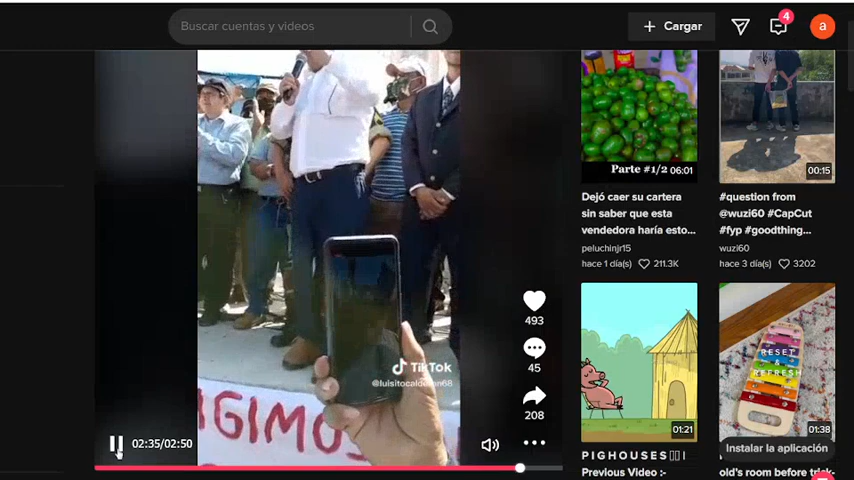 Buscar cuentas y videos
+ Cargar
4
a
TikTok
@luisitocalderon68
IGIMOS
493
45
208
02:35/02:50
Parte #1/2 06:01
Dejó caer su cartera
sin saber que esta
vendedora haría esto...
peluchinjr15
hace 1 día(s) 211.3K
00:15
#question from
@wuzi60 #CapCut
#fyp #goodthing...
wuzi60
hace 3 día(s) 3202
01:21
PIGHOUSES
Previous Video :-
RESET
&
REFRESH
01:38
Instalar la aplicación
old's room before trick-